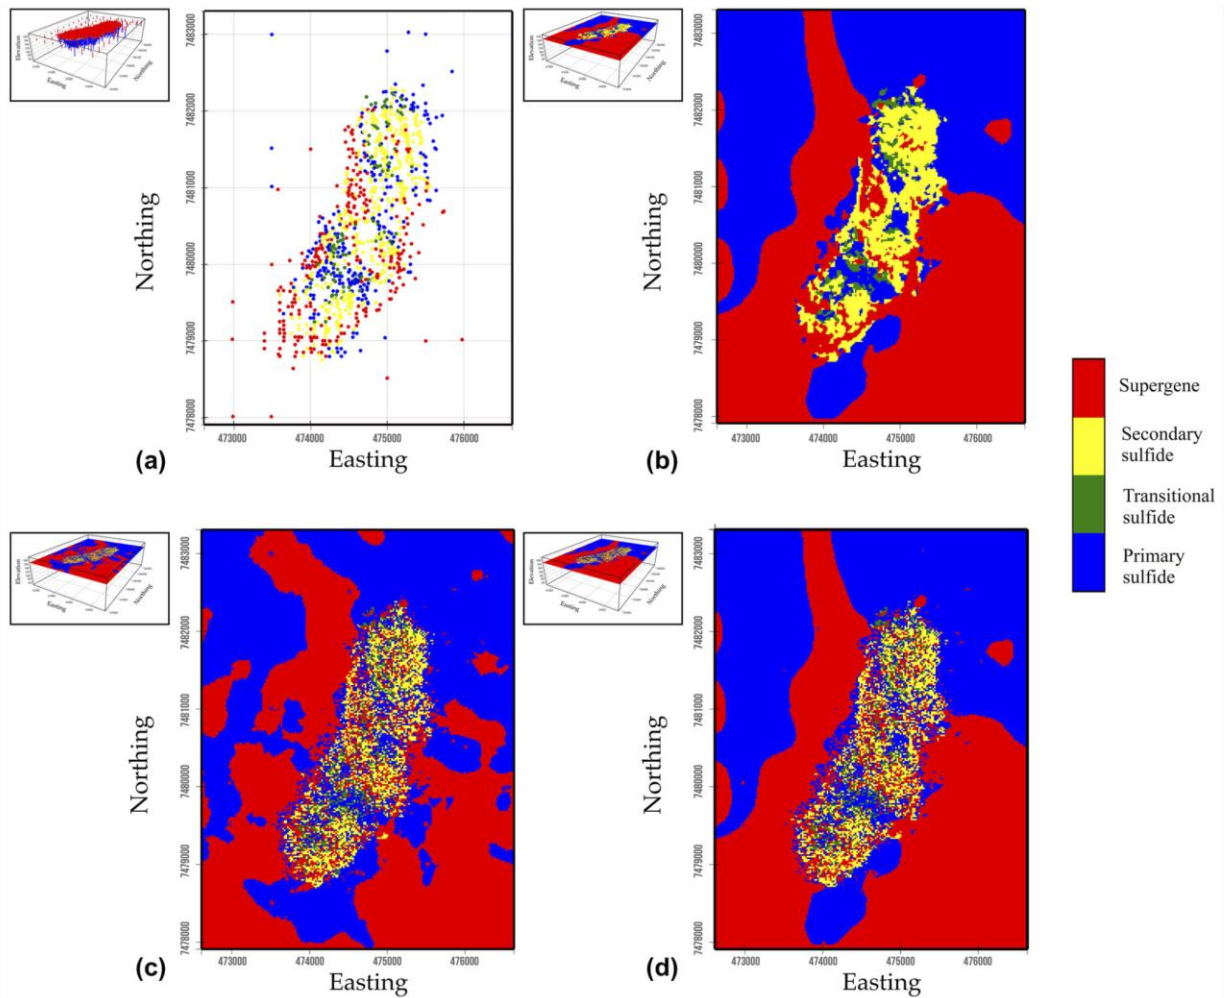 Elevation
Easting
Northing
7483000
7482000
7481000
7480000
7479000
7478000
Northing
473000 474000 475000 476000
(a) Easting
Elevation
Easting
Northing
7483000
7482000
7481000
7480000
7479000
7478000
Northing
473000 474000 475000 476000
(b) Easting
Supergene
Secondary
sulfide
Transitional
sulfide
Primary
sulfide
Elevation
Easting
Northing
7483000
7482000
7481000
7480000
7479000
7478000
Northing
473000 474000 475000 476000
(c) Easting
Elevation
Easting
Northing
7483000
7482000
7481000
7480000
7479000
7478000
Northing
473000 474000 475000 476000
(d) Easting